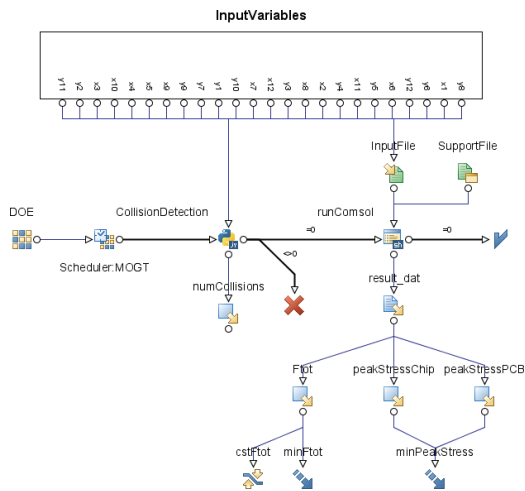 InputVariables
y11 y2 x3 x10 x4 x5 x9 y9 y7 y1 y10 x7 x12 y3 x8 x2 y4 x11 y5 x6 y12 y6 x1 y8
InputFile SupportFile
DOE CollisionDetection =0 runComsol =0
<>0
Scheduler:MOGT
numCollisions result_dat
Ftot peakStressChip peakStressPCB
cstFtot minFtot minPeakStress